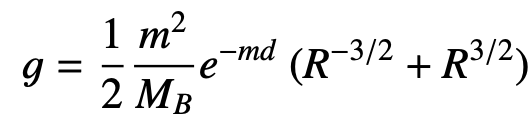 g = \frac{1}{2} \frac{m^2}{M_B} e^{-md} (R^{-3/2} + R^{3/2})